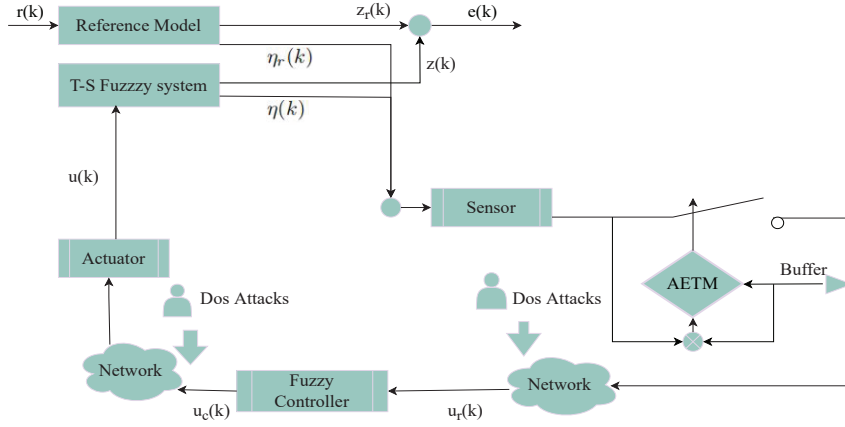 r(k)
Reference Model
z_r(k)
e(k)
η_r(k)
z(k)
T-S Fuzzzy system
η(k)
u(k)
Sensor
Actuator
Dos Attacks
Dos Attacks
AETM
Buffer
Network
Fuzzy
Controller
Network
u_c(k)
u_r(k)